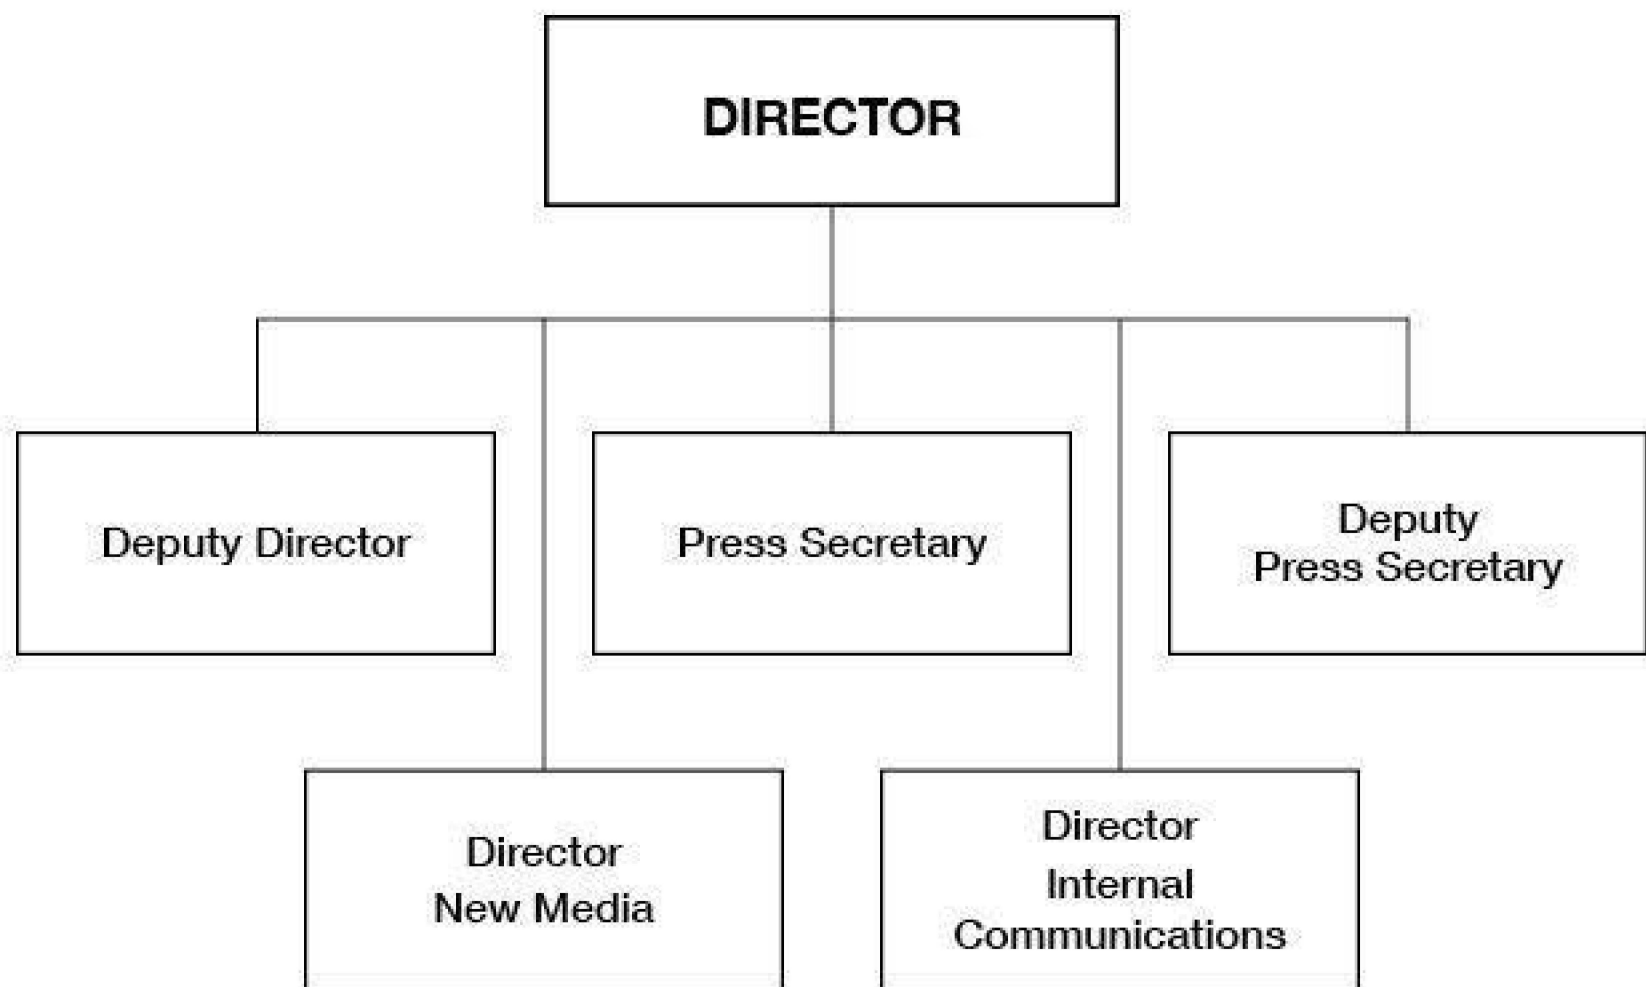 DIRECTOR
Deputy Director
Press Secretary
Deputy
Press Secretary
Director
New Media
Director
Internal
Communications